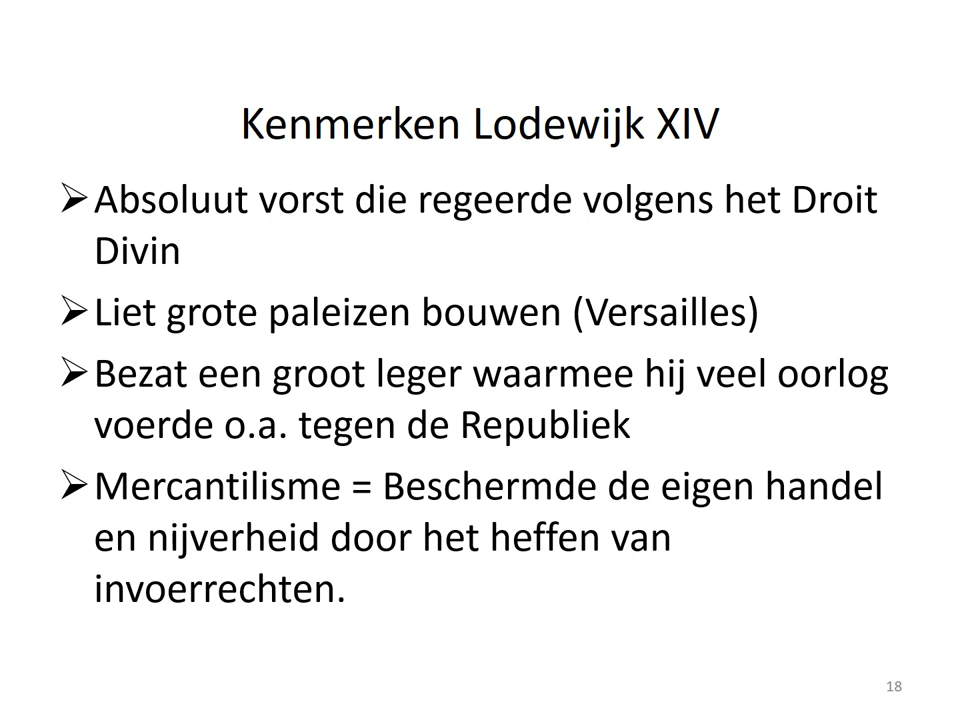 Kenmerken Lodewijk XIV
➢Absoluut vorst die regeerde volgens het Droit
Divin
➢Liet grote paleizen bouwen (Versailles)
➢Bezat een groot leger waarmee hij veel oorlog
voerde o.a. tegen de Republiek
➢Mercantilisme = Beschermde de eigen handel
en nijverheid door het heffen van
invoerrechten.
18